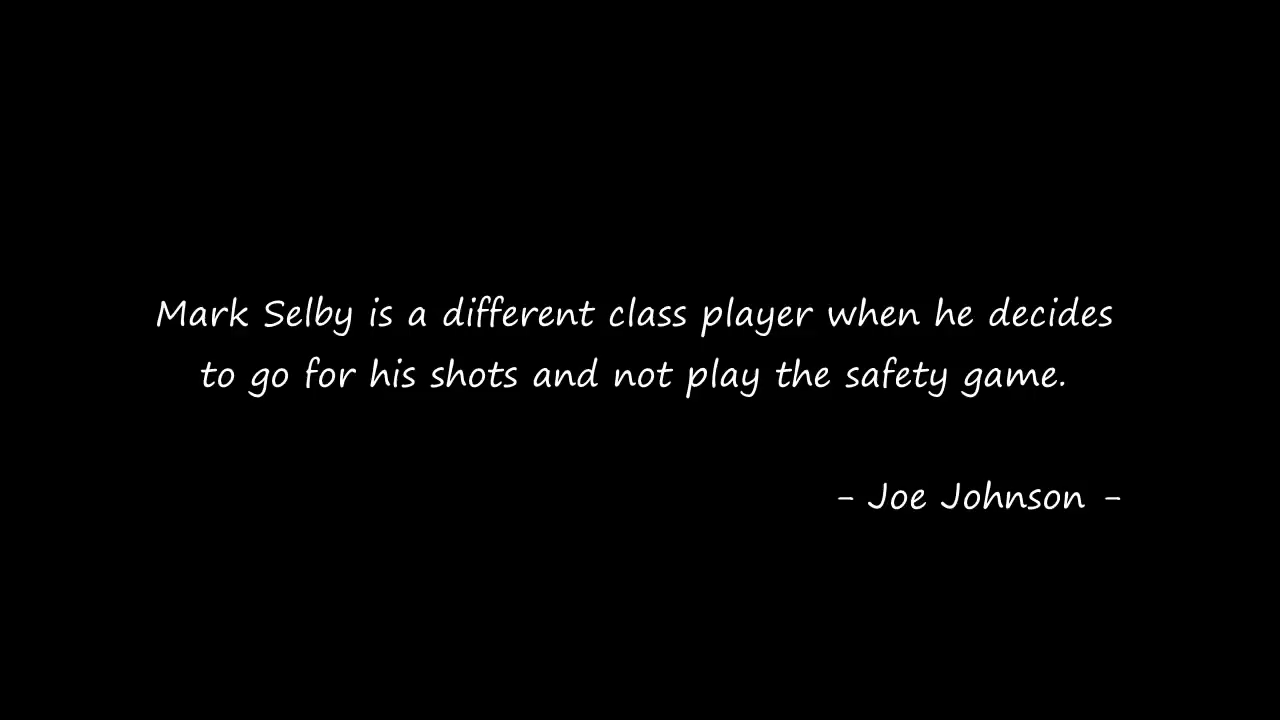 Mark Selby is a different class player when he decides
to go for his shots and not play the safety game.
- Joe Johnson -